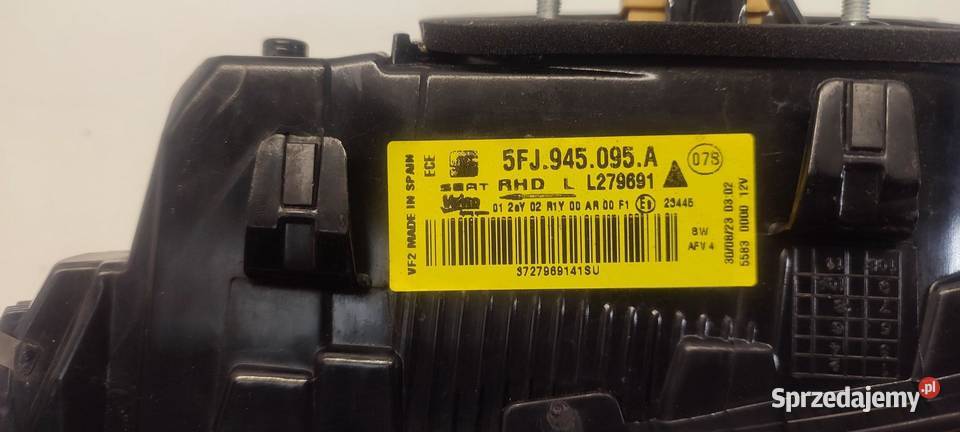 5FJ.945.095.A
078
ECE
SEAT RHD L L279691
Valeo
01 2aY 02 R1Y 00 AR 00 F1 23445
8W
AFV 4
3727969141SU
VF2 MADE IN SPAIN
30/08/23 03:02
5583 0000 12V
Sprzedajemy.pl